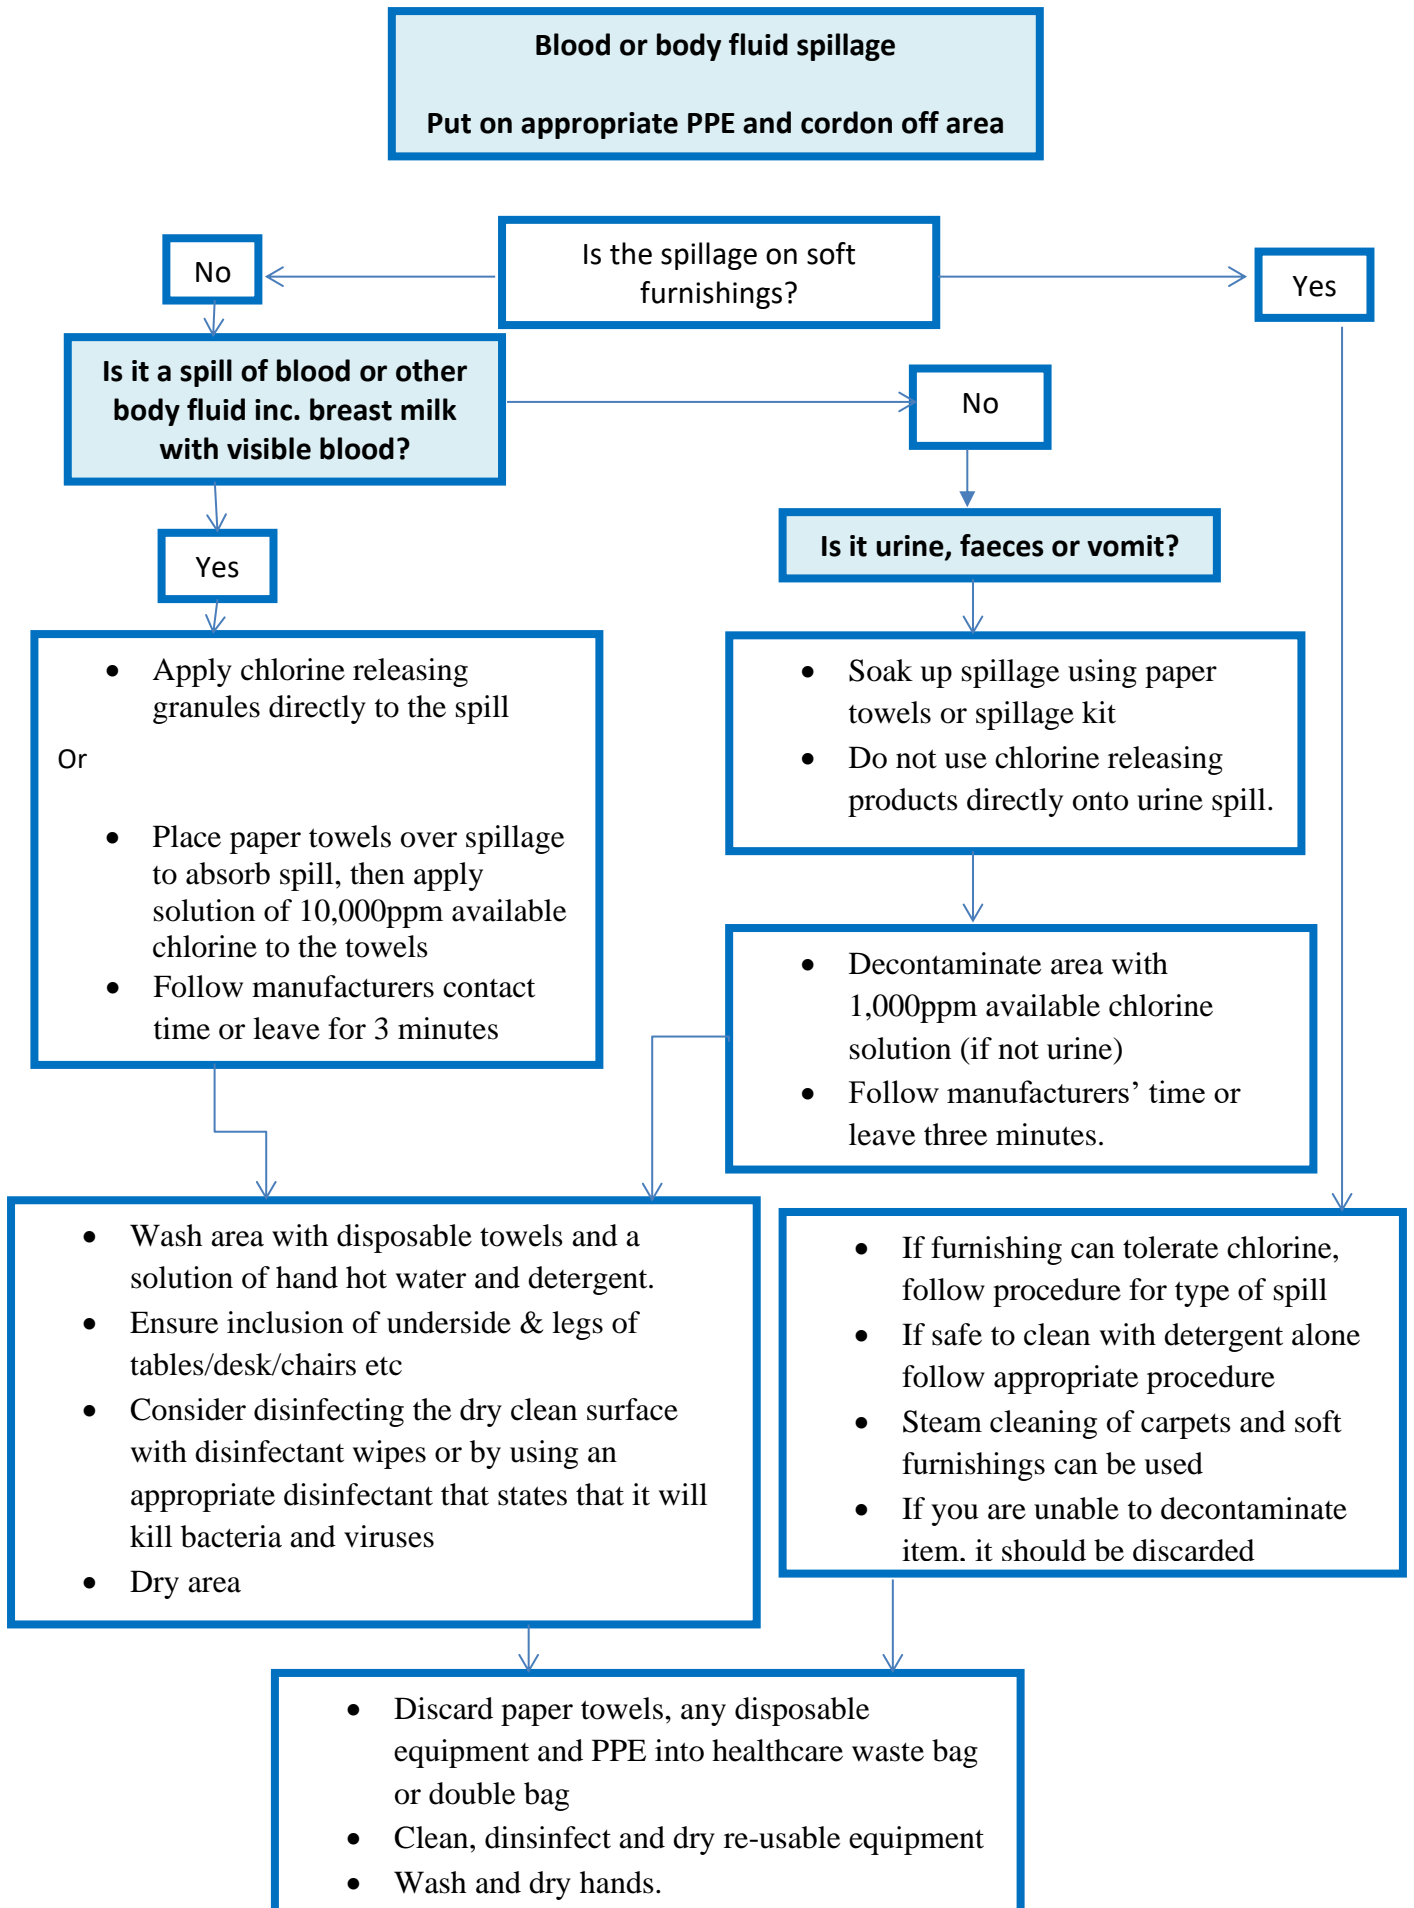 Blood or body fluid spillage
Put on appropriate PPE and cordon off area
Is the spillage on soft
furnishings?
No
Yes
Is it a spill of blood or other
body fluid inc. breast milk
with visible blood?
No
Yes
Is it urine, faeces or vomit?
• Apply chlorine releasing
granules directly to the spill
Or
• Place paper towels over spillage
to absorb spill, then apply
solution of 10,000ppm available
chlorine to the towels
• Follow manufacturers contact
time or leave for 3 minutes
• Soak up spillage using paper
towels or spillage kit
• Do not use chlorine releasing
products directly onto urine spill.
• Decontaminate area with
1,000ppm available chlorine
solution (if not urine)
• Follow manufacturers’ time or
leave three minutes.
• Wash area with disposable towels and a
solution of hand hot water and detergent.
• Ensure inclusion of underside & legs of
tables/desk/chairs etc
• Consider disinfecting the dry clean surface
with disinfectant wipes or by using an
appropriate disinfectant that states that it will
kill bacteria and viruses
• Dry area
• If furnishing can tolerate chlorine,
follow procedure for type of spill
• If safe to clean with detergent alone
follow appropriate procedure
• Steam cleaning of carpets and soft
furnishings can be used
• If you are unable to decontaminate
item, it should be discarded
• Discard paper towels, any disposable
equipment and PPE into healthcare waste bag
or double bag
• Clean, dinsinfect and dry re-usable equipment
• Wash and dry hands.